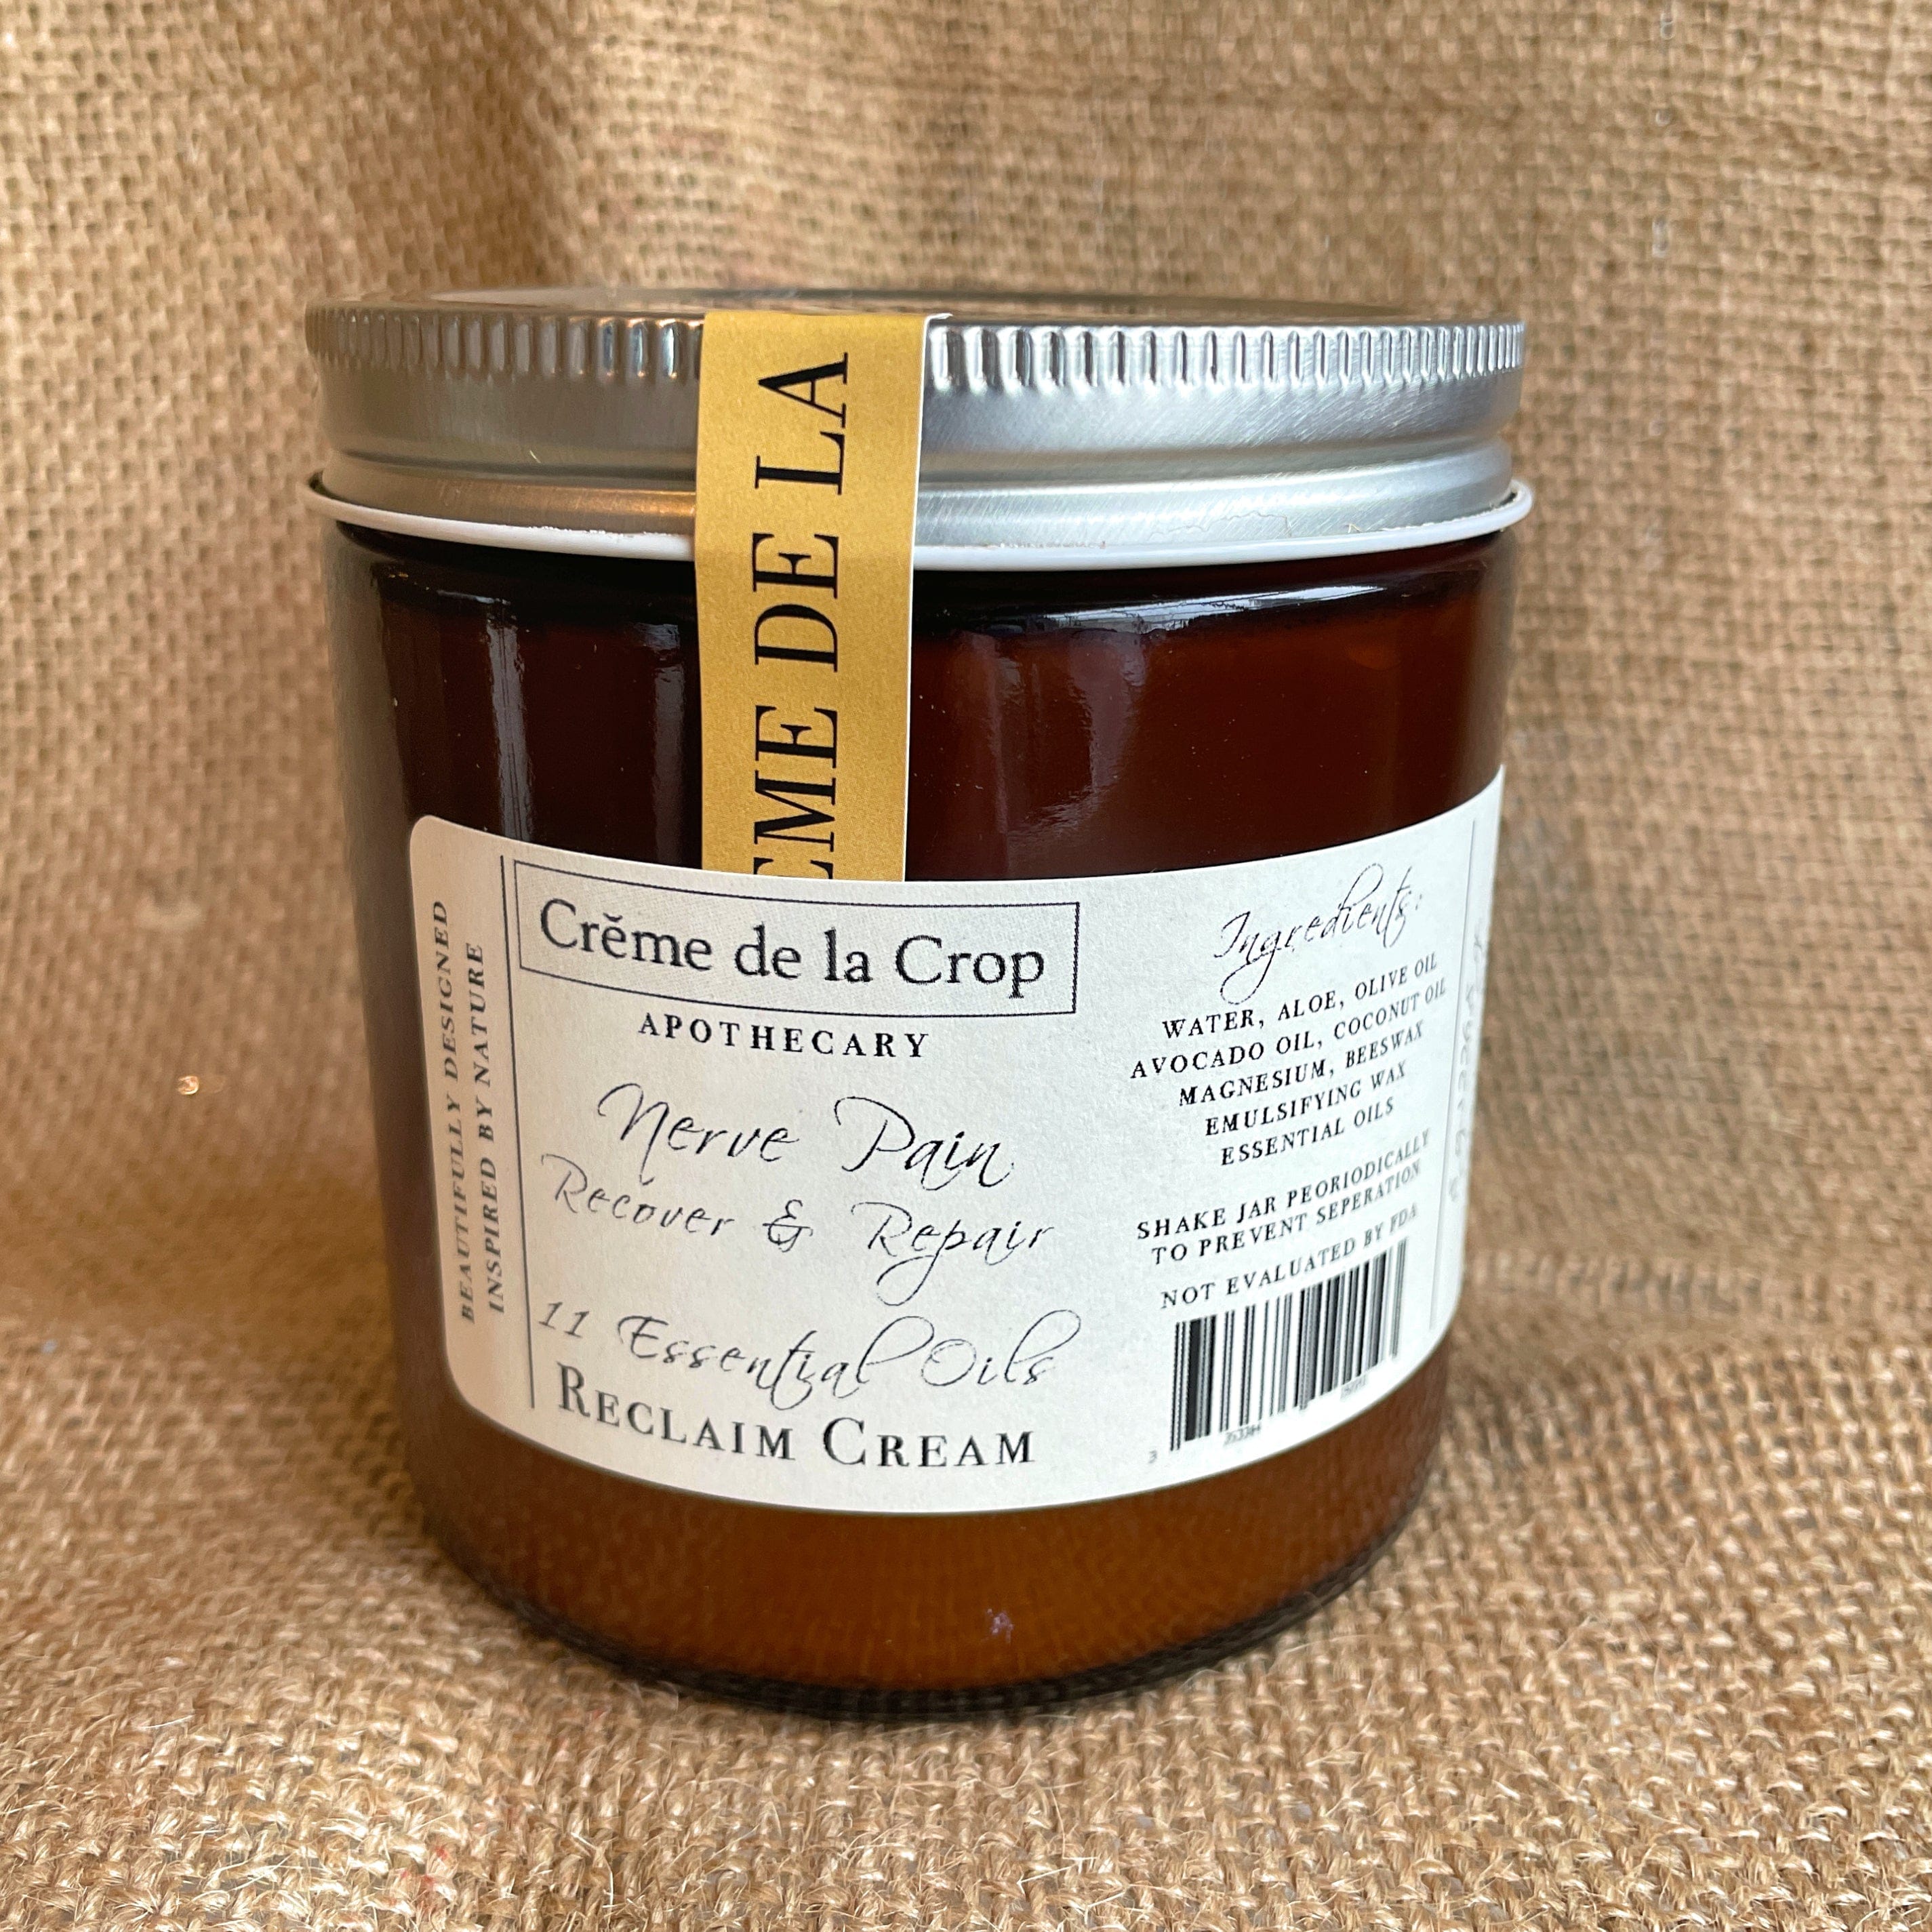 ME DE LA
BEAUTIFULLY DESIGNED
INSPIRED BY NATURE
Crĕme de la Crop
APOTHECARY
Nerve Pain
Recover & Repair
11 Essential Oils
RECLAIM CREAM
Ingredients:
WATER, ALOE, OLIVE OIL
AVOCADO OIL, COCONUT OIL
MAGNESIUM, BEESWAX
EMULSIFYING WAX
ESSENTIAL OILS
SHAKE JAR PEORIODICALLY
TO PREVENT SEPERATION
NOT EVALUATED BY FDA
3